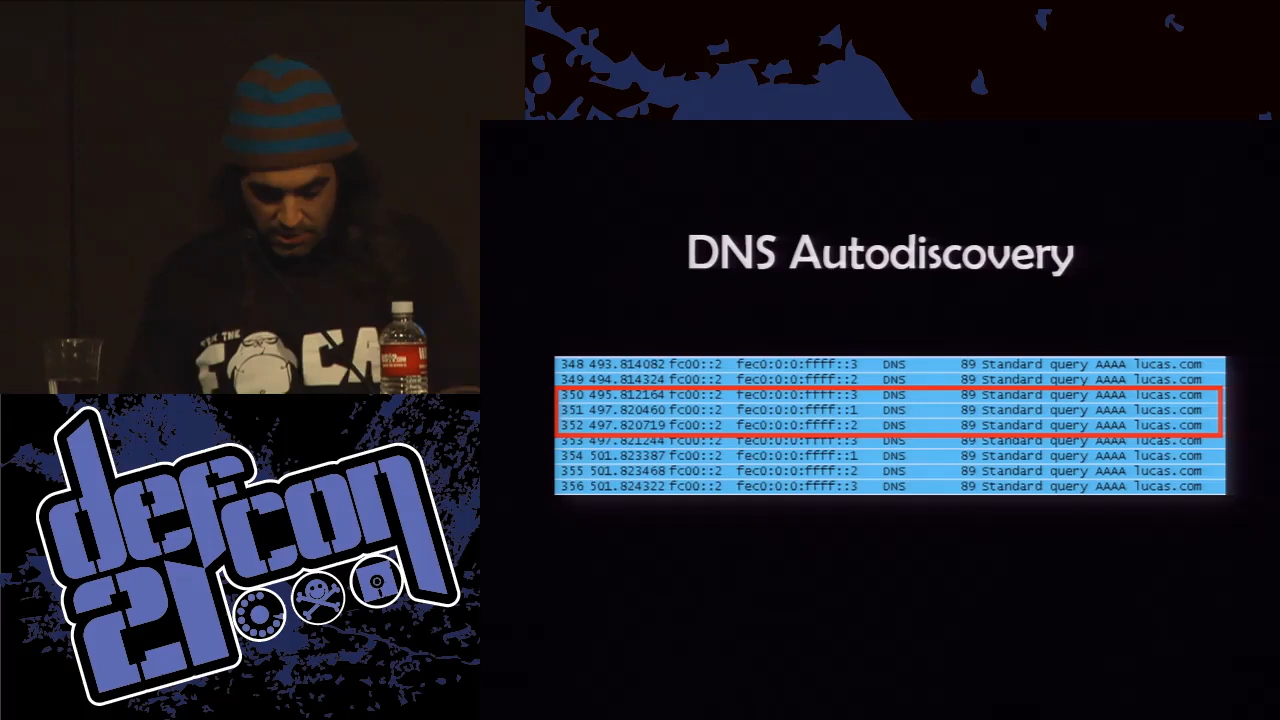 THE
FOCA
DNS Autodiscovery
348 493.814082 fc00::2 fec0:0:0:ffff::3 DNS 89 Standard query AAAA lucas.com
349 494.814324 fc00::2 fec0:0:0:ffff::2 DNS 89 Standard query AAAA lucas.com
350 495.812164 fc00::2 fec0:0:0:ffff::3 DNS 89 Standard query AAAA lucas.com
351 497.820460 fc00::2 fec0:0:0:ffff::1 DNS 89 Standard query AAAA lucas.com
352 497.820719 fc00::2 fec0:0:0:ffff::2 DNS 89 Standard query AAAA lucas.com
353 497.821244 fc00::2 fec0:0:0:ffff::3 DNS 89 Standard query AAAA lucas.com
354 501.823387 fc00::2 fec0:0:0:ffff::1 DNS 89 Standard query AAAA lucas.com
355 501.823468 fc00::2 fec0:0:0:ffff::2 DNS 89 Standard query AAAA lucas.com
356 501.824322 fc00::2 fec0:0:0:ffff::3 DNS 89 Standard query AAAA lucas.com
defcon
21